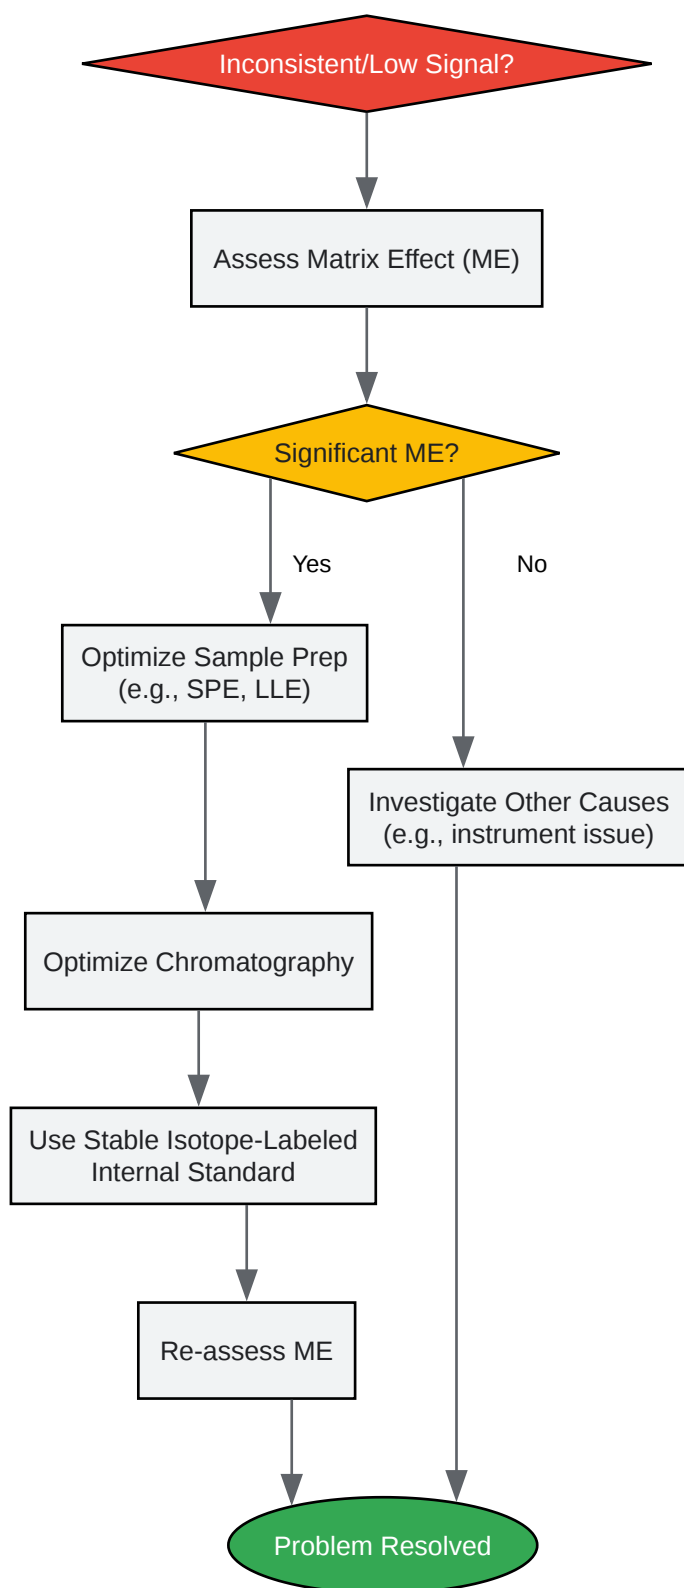 Inconsistent/Low Signal?
Assess Matrix Effect (ME)
Significant ME?
Yes
No
Optimize Sample Prep
(e.g., SPE, LLE)
Investigate Other Causes
(e.g., instrument issue)
Optimize Chromatography
Use Stable Isotope-Labeled
Internal Standard
Re-assess ME
Problem Resolved